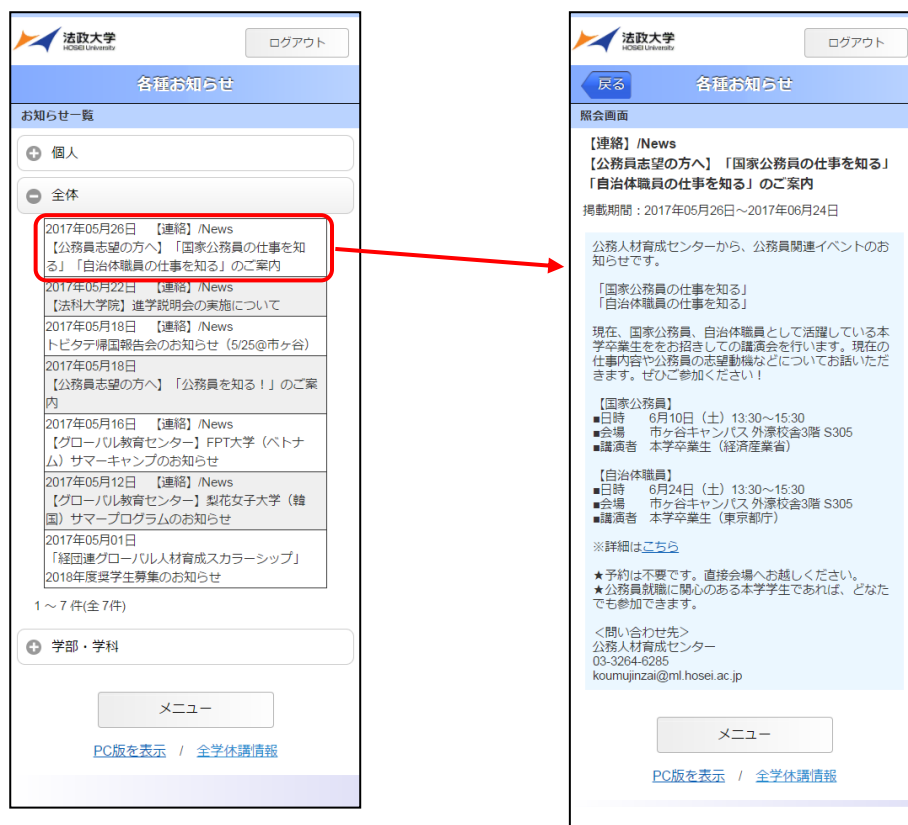 法政大学
HOSEI University
ログアウト
各種お知らせ
お知らせ一覧
個人
全体
2017年05月26日 【連絡】/News
【公務員志望の方へ】「国家公務員の仕事を知
る」「自治体職員の仕事を知る」のご案内
2017年05月22日 【連絡】/News
【法科大学院】進学説明会の実施について
2017年05月18日 【連絡】/News
トビタテ帰国報告会のお知らせ（5/25@市ヶ谷）
2017年05月18日
【公務員志望の方へ】「公務員を知る！」のご案
内
2017年05月16日 【連絡】/News
【グローバル教育センター】FPT大学（ベトナ
ム）サマーキャンプのお知らせ
2017年05月12日 【連絡】/News
【グローバル教育センター】梨花女子大学（韓
国）サマープログラムのお知らせ
2017年05月01日
「経団連グローバル人材育成スカラーシップ」
2018年度奨学生募集のお知らせ
1 ～ 7 件(全 7件)
学部・学科
メニュー
PC版を表示 / 全学休講情報
法政大学
HOSEI University
ログアウト
戻る
各種お知らせ
照会画面
【連絡】/News
【公務員志望の方へ】「国家公務員の仕事を知る」
「自治体職員の仕事を知る」のご案内
掲載期間：2017年05月26日～2017年06月24日
公務人材育成センターから、公務員関連イベントのお
知らせです。
「国家公務員の仕事を知る」
「自治体職員の仕事を知る」
現在、国家公務員、自治体職員として活躍している本
学卒業生ををお招きしての講演会を行います。現在の
仕事内容や公務員の志望動機などについてお話いただ
きます。ぜひご参加ください！
【国家公務員】
■日時 6月10日（土）13:30～15:30
■会場 市ヶ谷キャンパス 外濠校舎3階 S305
■講演者 本学卒業生（経済産業省）
【自治体職員】
■日時 6月24日（土）13:30～15:30
■会場 市ヶ谷キャンパス 外濠校舎3階 S305
■講演者 本学卒業生（東京都庁）
※詳細はこちら
★予約は不要です。直接会場へお越しください。
★公務員就職に関心のある本学学生であれば、どなた
でも参加できます。
＜問い合わせ先＞
公務人材育成センター
03-3264-6285
koumujinzai@ml.hosei.ac.jp
メニュー
PC版を表示 / 全学休講情報